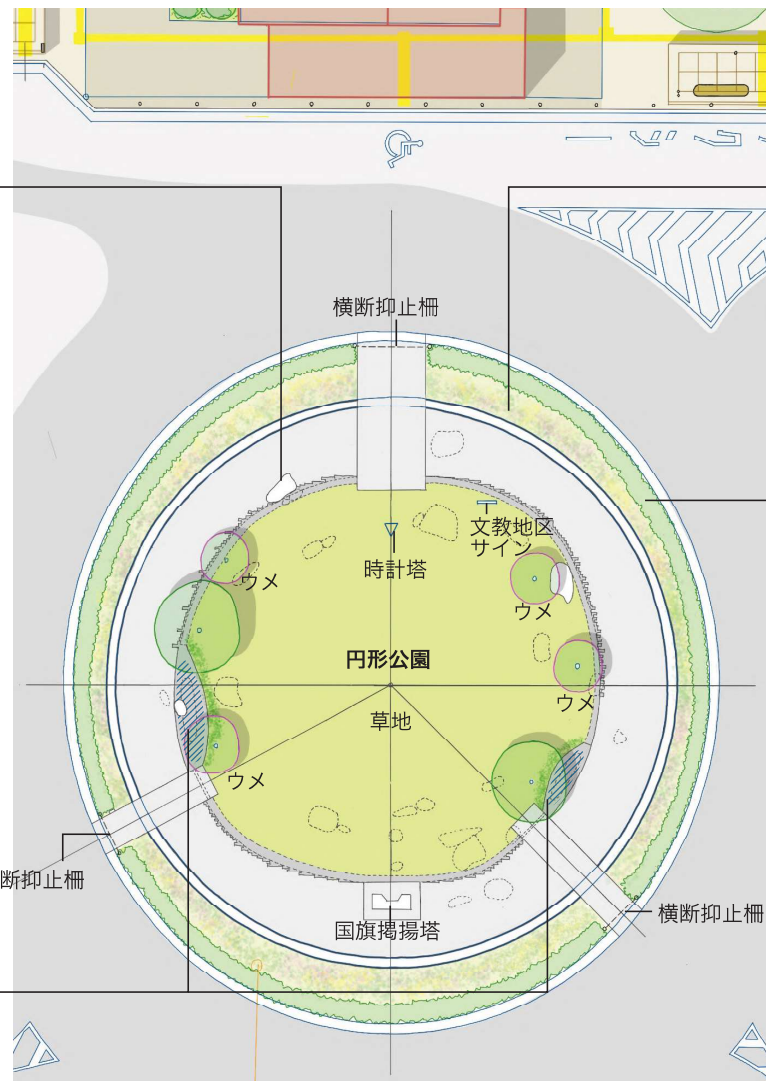 横断抑止柵
文教地区
サイン
時計塔
ウメ
ウメ
円形公園
ウメ
草地
ウメ
断抑止柵
横断抑止柵
国旗掲揚塔